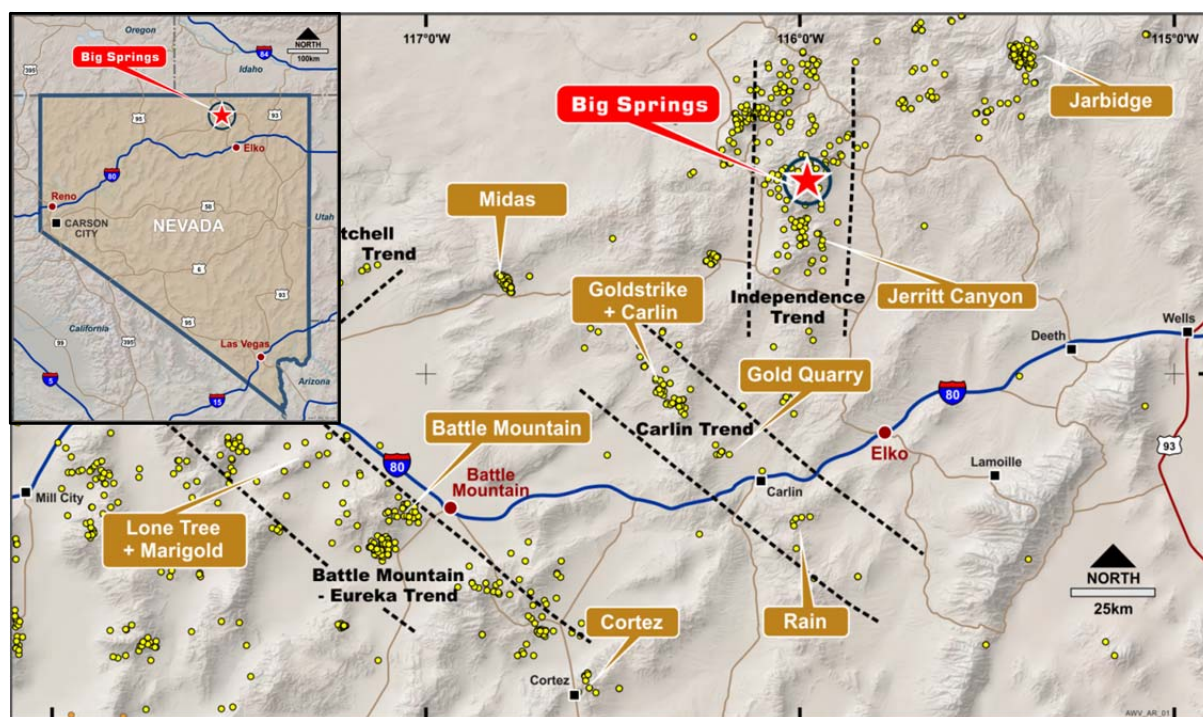 Oregon
Idaho
NORTH
100km
Big Springs
395
84
95
93
Elko
80
Reno
CARSON
CITY
NEVADA
50
Utah
6
93
95
California
99
395
Las Vegas
Arizona
5
15
117°0'W
116°0'W
115°0'W
Big Springs
Jarbidge
Midas
tchell
Trend
Goldstrike
+ Carlin
Independence
Trend
Jerritt Canyon
Wells
Deeth
Gold Quarry
80
Carlin Trend
Battle Mountain
Elko
93
80
Battle
Mountain
Lamoille
Mill City
Carlin
Lone Tree
+ Marigold
Battle Mountain
- Eureka Trend
NORTH
25km
Cortez
Rain
Cortez
AWV_AR_01